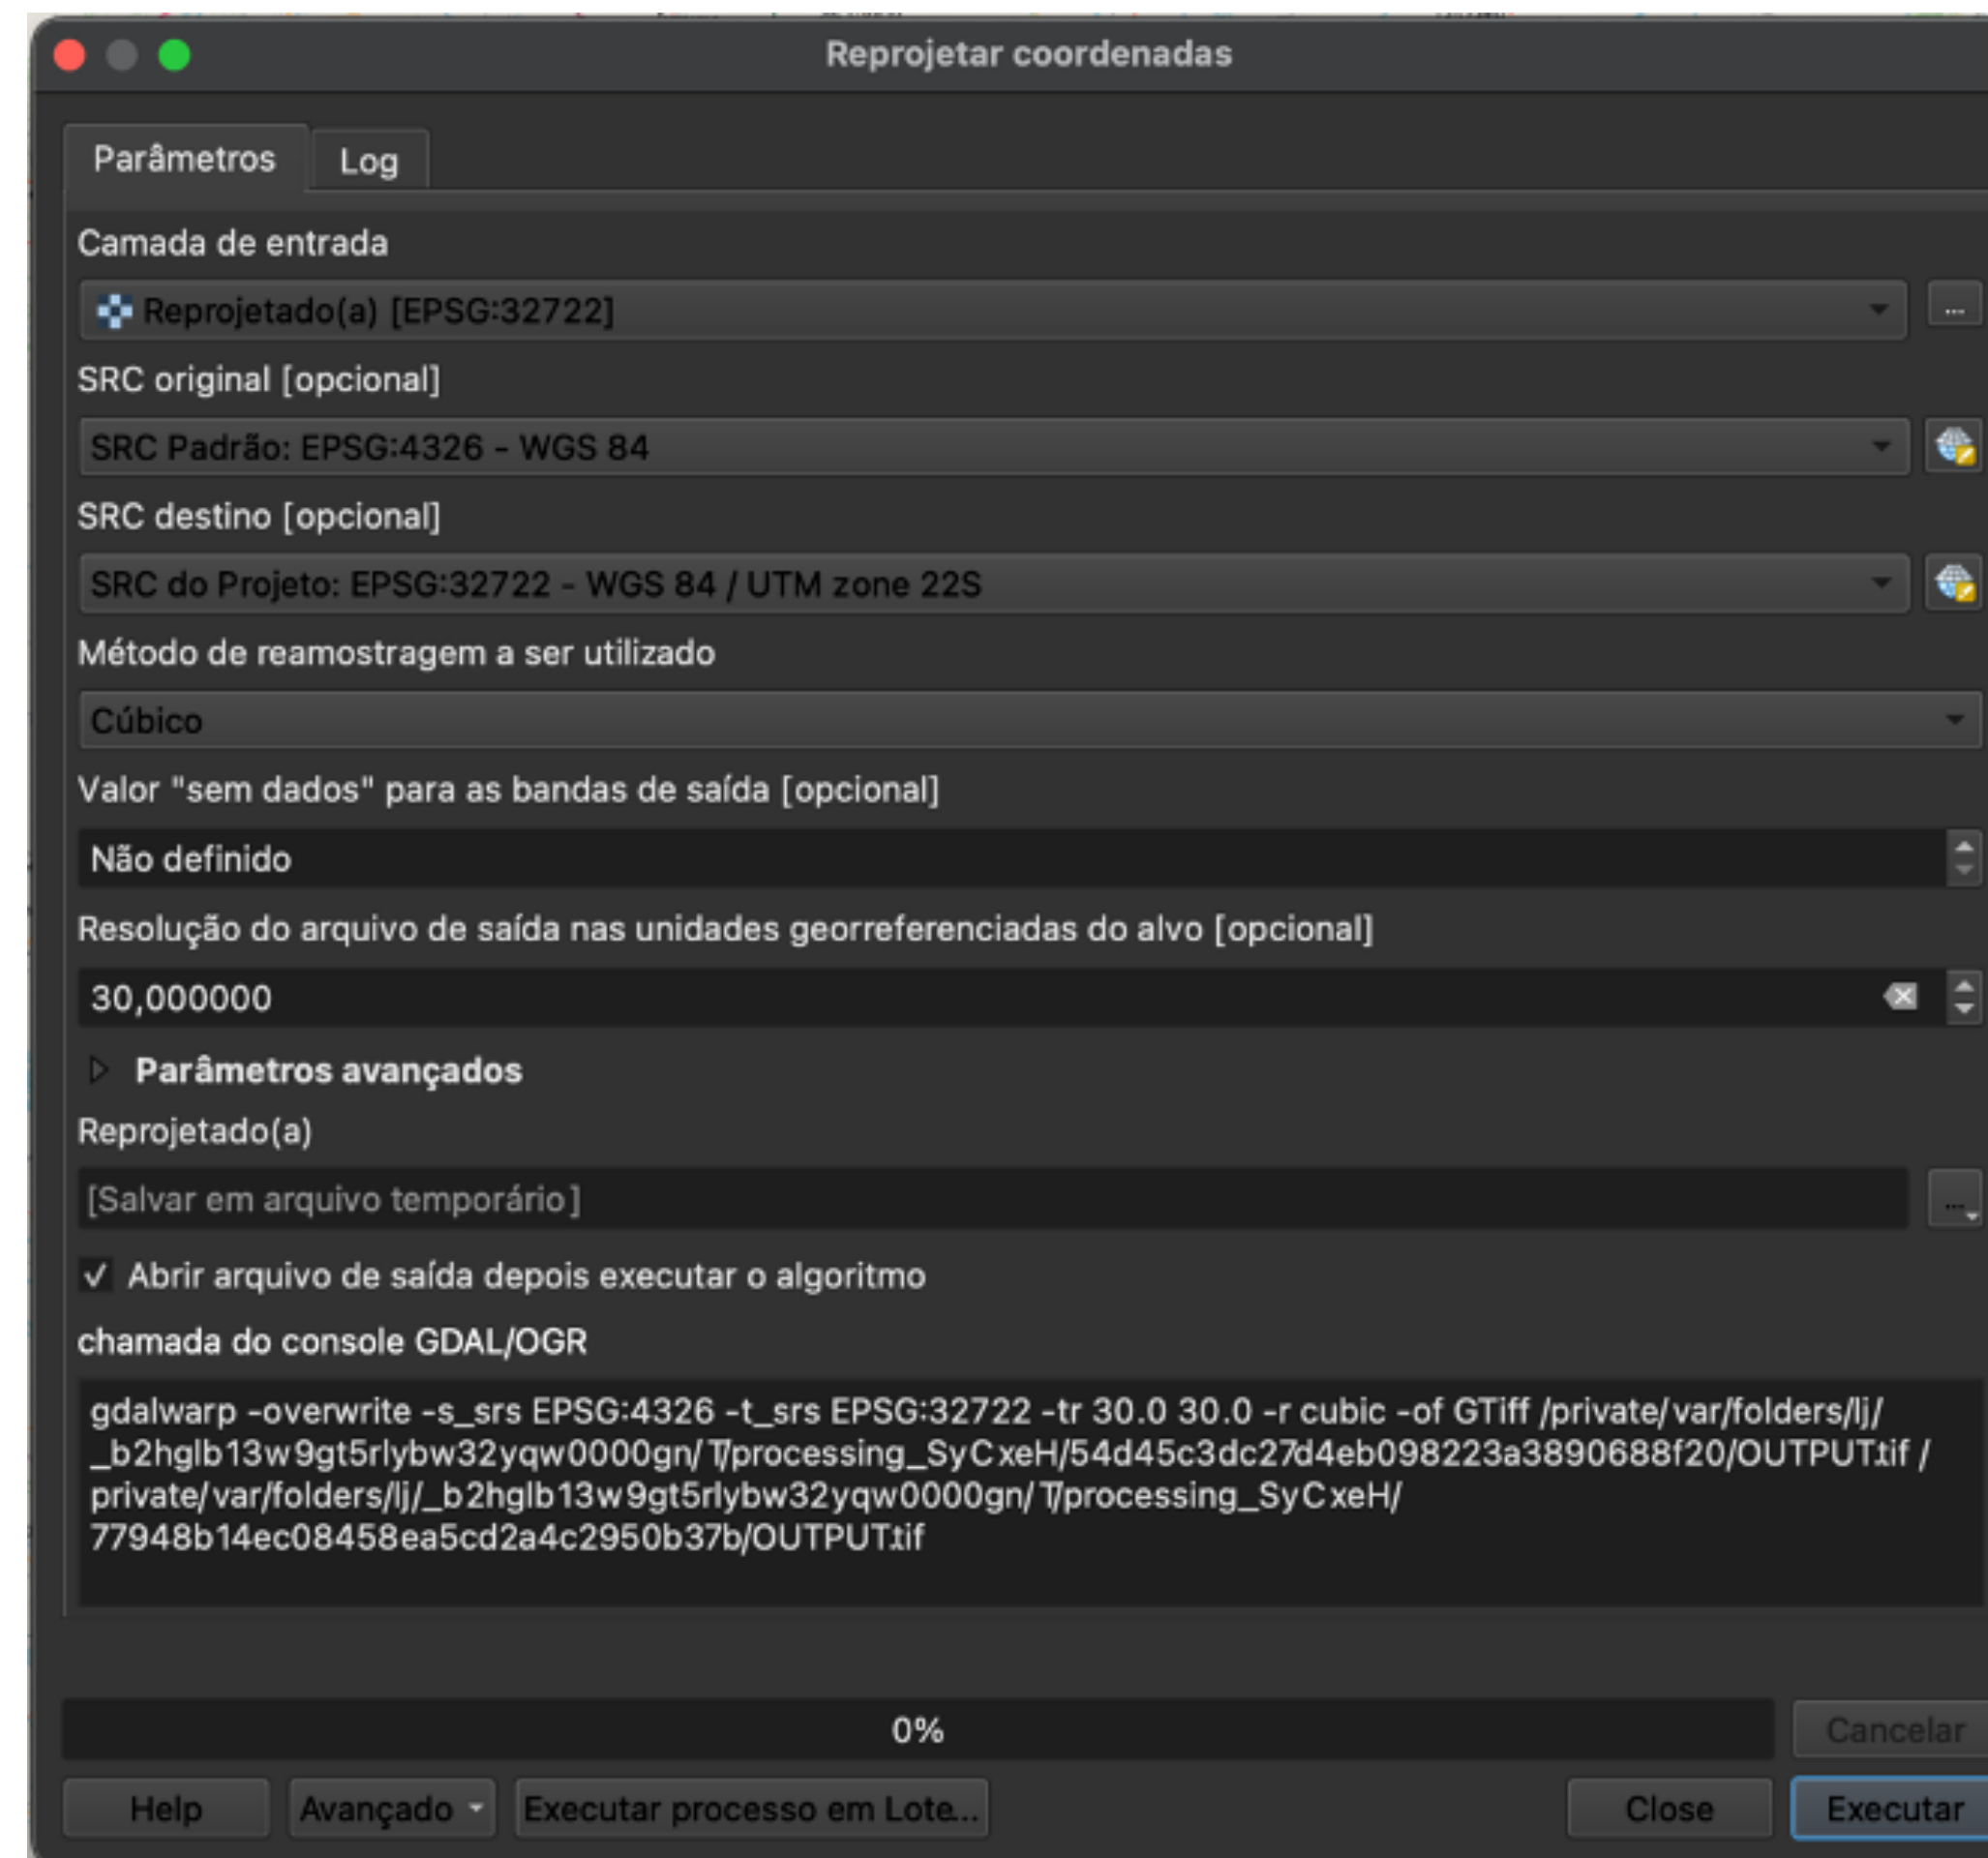 Reprojetar coordenadas
Parâmetros Log
Camada de entrada
Reprojetado(a) [EPSG:32722] ...
SRC original [opcional]
SRC Padrão: EPSG:4326 - WGS 84
SRC destino [opcional]
SRC do Projeto: EPSG:32722 - WGS 84 / UTM zone 22S
Método de reamostragem a ser utilizado
Cúbico
Valor "sem dados" para as bandas de saída [opcional]
Não definido
Resolução do arquivo de saída nas unidades georreferenciadas do alvo [opcional]
30,000000
Parâmetros avançados
Reprojetado(a)
[Salvar em arquivo temporário] ...
Abrir arquivo de saída depois executar o algoritmo
chamada do console GDAL/OGR
gdalwarp -overwrite -s_srs EPSG:4326 -t_srs EPSG:32722 -tr 30.0 30.0 -r cubic -of GTiff /private/var/folders/lj/
_b2hglb13w9gt5rlybw32yqw0000gn/T/processing_SyCxeH/54d45c3dc27d4eb098223a3890688f20/OUTPUT.tif /
private/var/folders/lj/_b2hglb13w9gt5rlybw32yqw0000gn/T/processing_SyCxeH/
77948b14ec08458ea5cd2a4c2950b37b/OUTPUT.tif
0% Cancelar
Help Avançado Executar processo em Lote... Close Executar